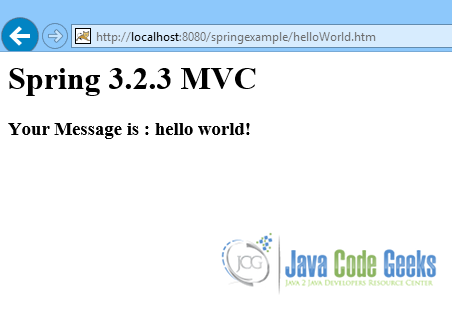 http://localhost:8080/springexample/helloWorld.htm
Spring 3.2.3 MVC
Your Message is : hello world!
JCG
Java Code Geeks
JAVA 2 JAVA DEVELOPERS RESOURCE CENTER